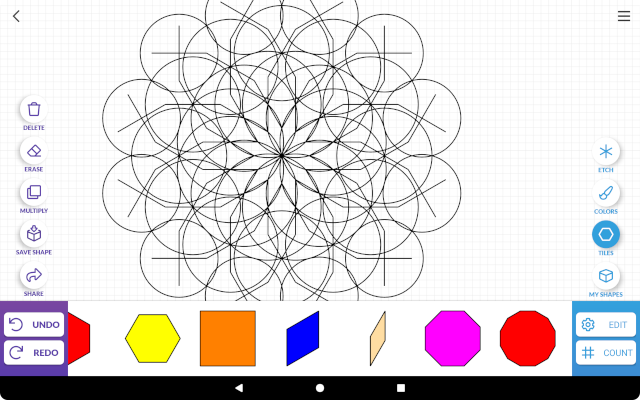 DELETE
ERASE
MULTIPLY
SAVE SHAPE
SHARE
ETCH
COLORS
TILES
MY SHAPES
UNDO
REDO
EDIT
COUNT